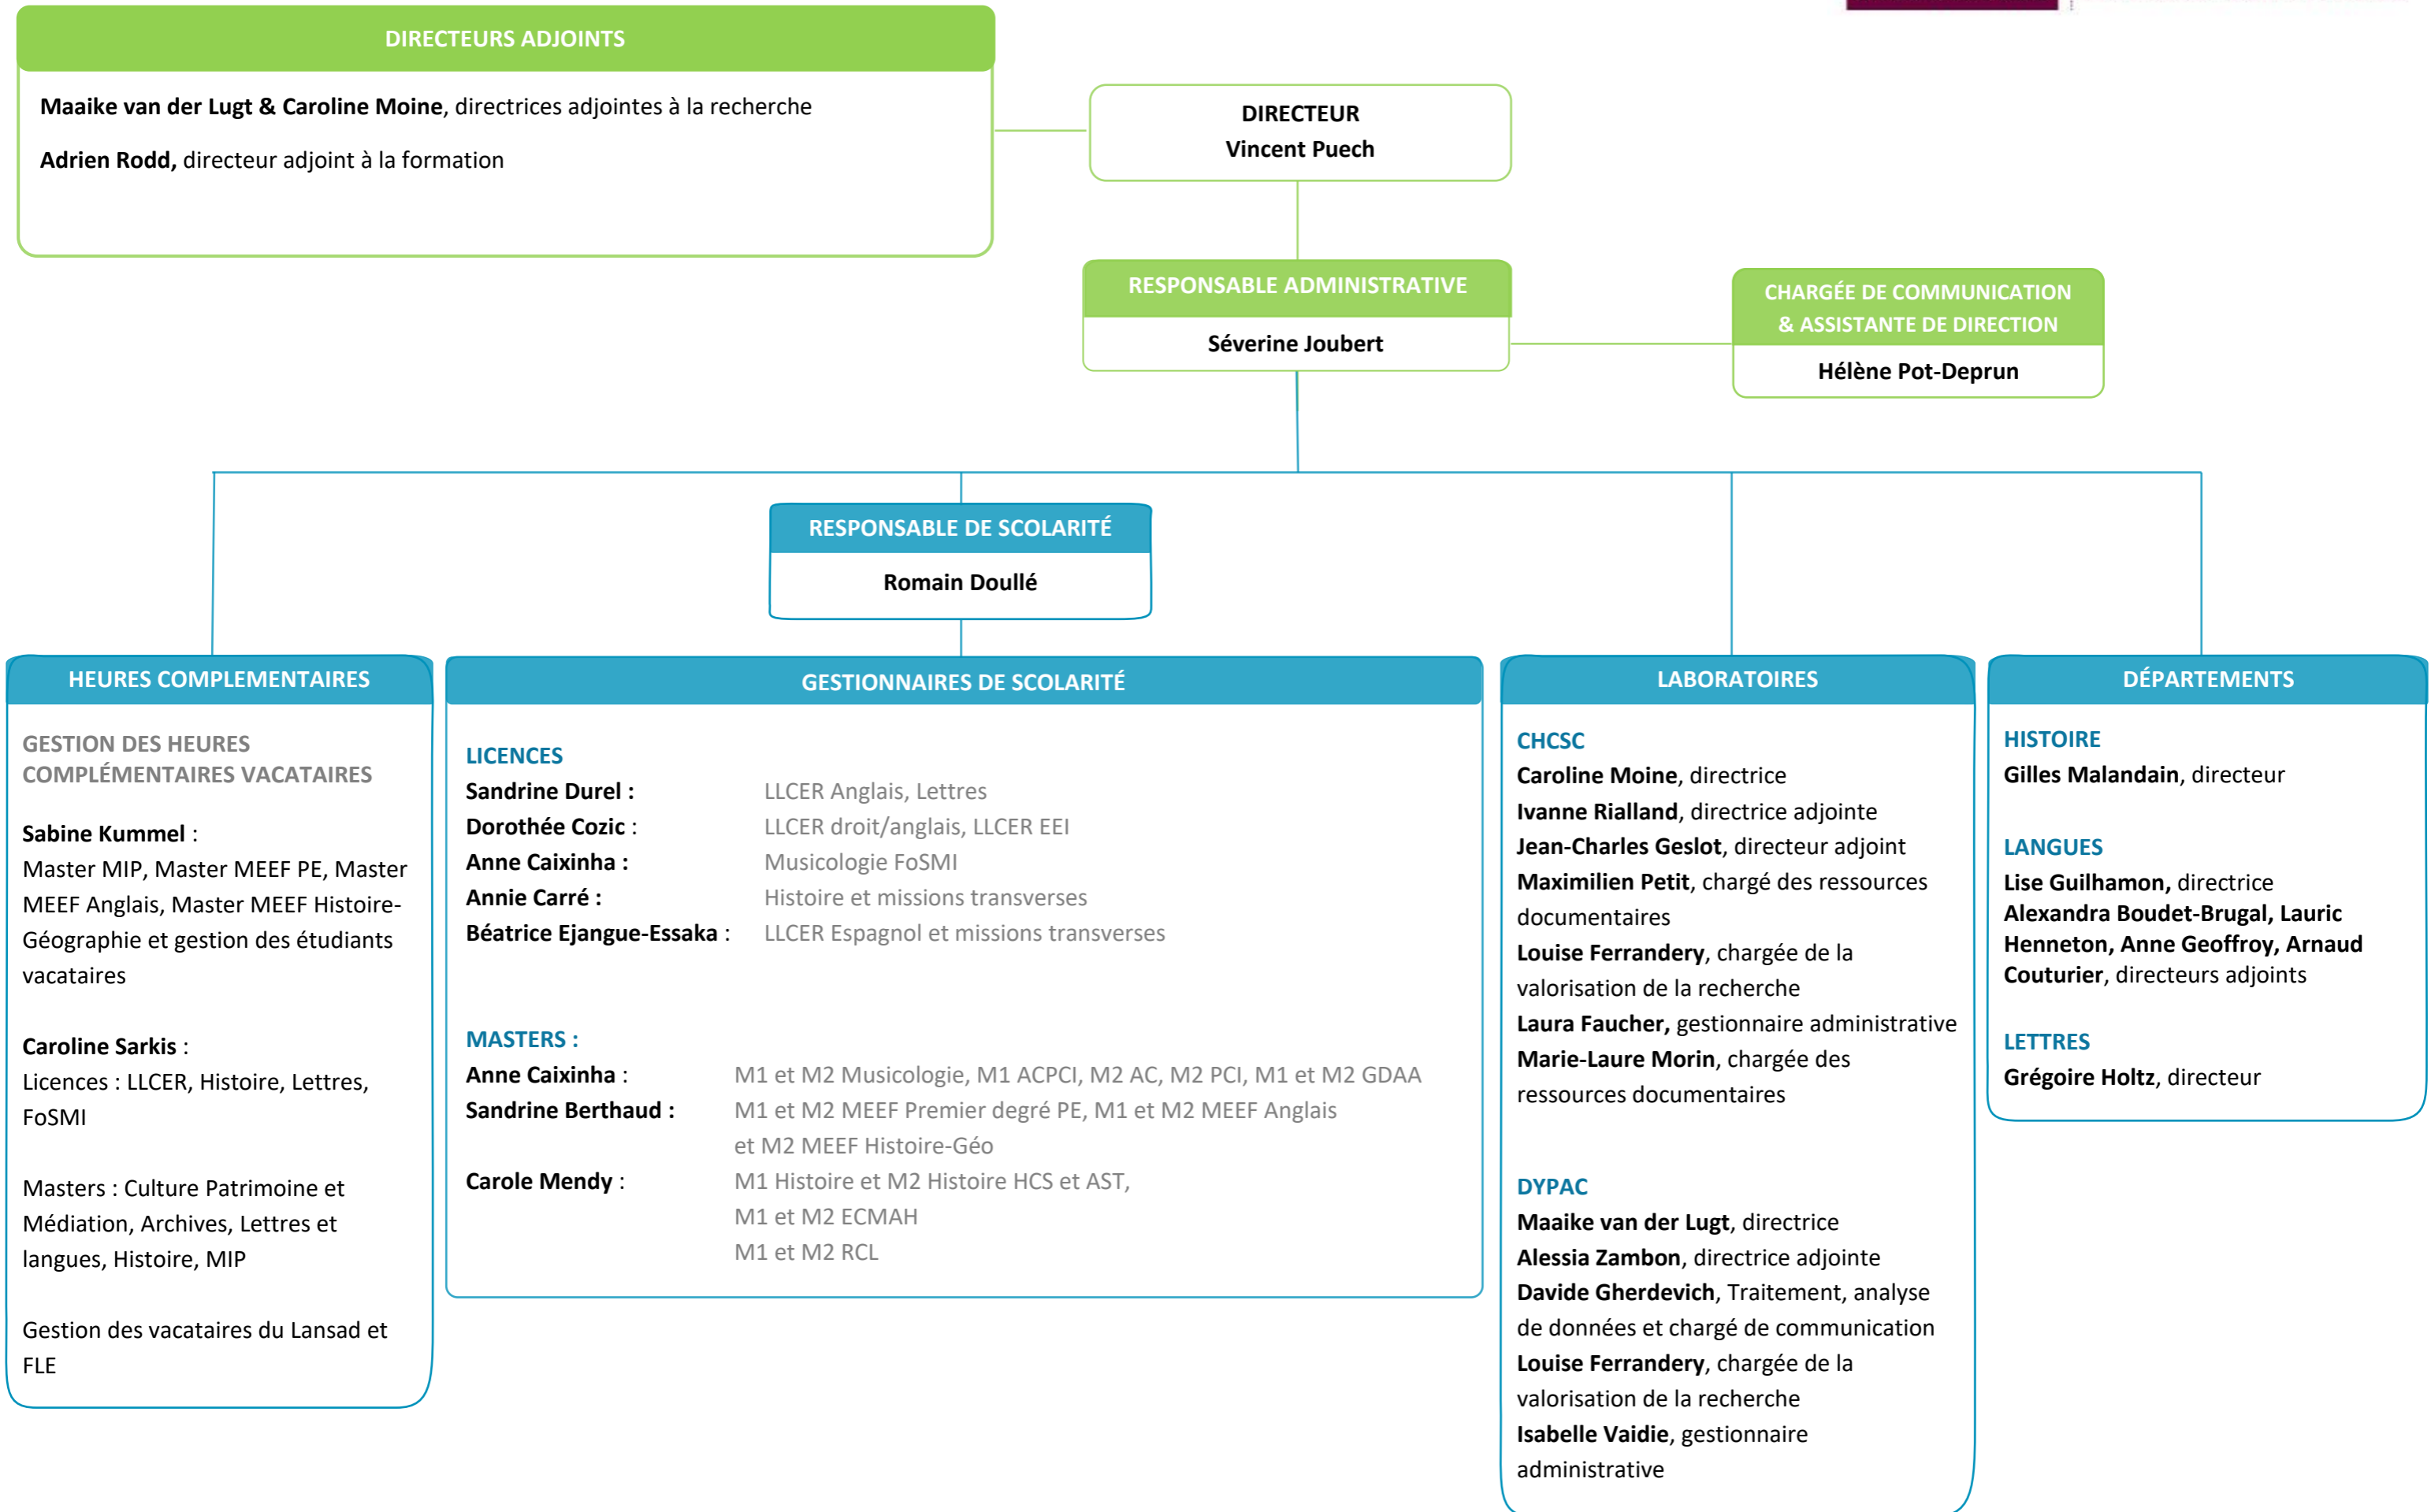 DIRECTEURS ADJOINTS
Maaike van der Lugt & Caroline Moine, directrices adjointes à la recherche
Adrien Rodd, directeur adjoint à la formation
DIRECTEUR
Vincent Puech
RESPONSABLE ADMINISTRATIVE
Séverine Joubert
CHARGÉE DE COMMUNICATION
& ASSISTANTE DE DIRECTION
Hélène Pot-Deprun
RESPONSABLE DE SCOLARITÉ
Romain Doullé
HEURES COMPLEMENTAIRES
GESTION DES HEURES
COMPLÉMENTAIRES VACATAIRES
Sabine Kummel :
Master MIP, Master MEEF PE, Master
MEEF Anglais, Master MEEF Histoire-
Géographie et gestion des étudiants
vacataires
Caroline Sarkis :
Licences : LLCER, Histoire, Lettres,
FoSMI
Masters : Culture Patrimoine et
Médiation, Archives, Lettres et
langues, Histoire, MIP
Gestion des vacataires du Lansad et
FLE
GESTIONNAIRES DE SCOLARITÉ
LICENCES
Sandrine Durel : LLCER Anglais, Lettres
Dorothée Cozic : LLCER droit/anglais, LLCER EEI
Anne Caixinha : Musicologie FoSMI
Annie Carré : Histoire et missions transverses
Béatrice Ejangue-Essaka : LLCER Espagnol et missions transverses
MASTERS :
Anne Caixinha : M1 et M2 Musicologie, M1 ACPCI, M2 AC, M2 PCI, M1 et M2 GDAA
Sandrine Berthaud : M1 et M2 MEEF Premier degré PE, M1 et M2 MEEF Anglais
et M2 MEEF Histoire-Géo
Carole Mendy : M1 Histoire et M2 Histoire HCS et AST,
M1 et M2 ECMAH
M1 et M2 RCL
LABORATOIRES
CHCSC
Caroline Moine, directrice
Ivanne Rialland, directrice adjointe
Jean-Charles Geslot, directeur adjoint
Maximilien Petit, chargé des ressources
documentaires
Louise Ferrandery, chargée de la
valorisation de la recherche
Laura Faucher, gestionnaire administrative
Marie-Laure Morin, chargée des
ressources documentaires
DYPAC
Maaike van der Lugt, directrice
Alessia Zambon, directrice adjointe
Davide Gherdevich, Traitement, analyse
de données et chargé de communication
Louise Ferrandery, chargée de la
valorisation de la recherche
Isabelle Vaidie, gestionnaire
administrative
DÉPARTEMENTS
HISTOIRE
Gilles Malandain, directeur
LANGUES
Lise Guilhamon, directrice
Alexandra Boudet-Brugal, Lauric
Henneton, Anne Geoffroy, Arnaud
Couturier, directeurs adjoints
LETTRES
Grégoire Holtz, directeur